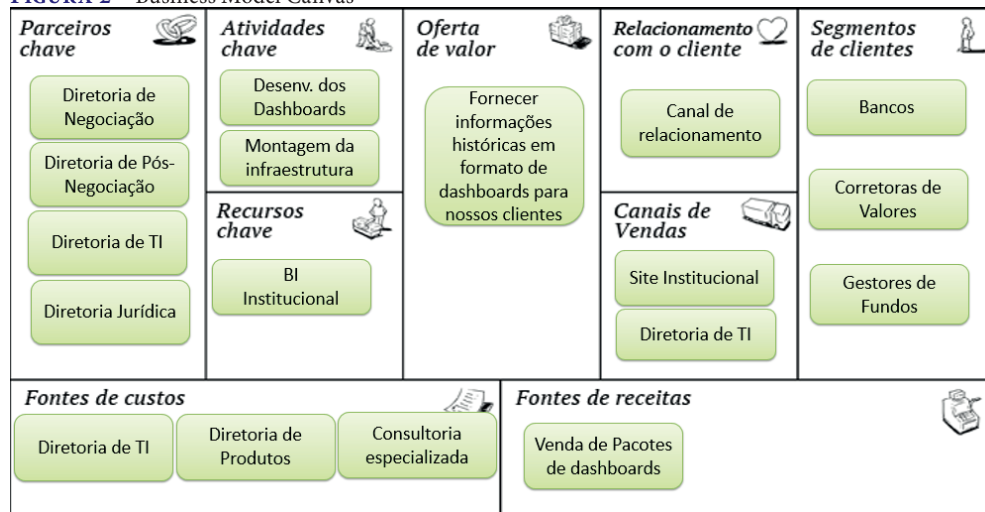 FIGURA 2 – Business Model Canvas
Parceiros
chave
Diretoria de
Negociação
Diretoria de Pós-
Negociação
Diretoria de TI
Diretoria Jurídica
Atividades
chave
Desenv. dos
Dashboards
Montagem da
infraestrutura
Recursos
chave
BI
Institucional
Oferta
de valor
Fornecer
informações
históricas em
formato de
dashboards para
nossos clientes
Relacionamento
com o cliente
Canal de
relacionamento
Canais de
Vendas
Site Institucional
Diretoria de TI
Segmentos
de clientes
Bancos
Corretoras de
Valores
Gestores de
Fundos
Fontes de custos
Diretoria de TI
Diretoria de
Produtos
Consultoria
especializada
Fontes de receitas
Venda de Pacotes
de dashboards